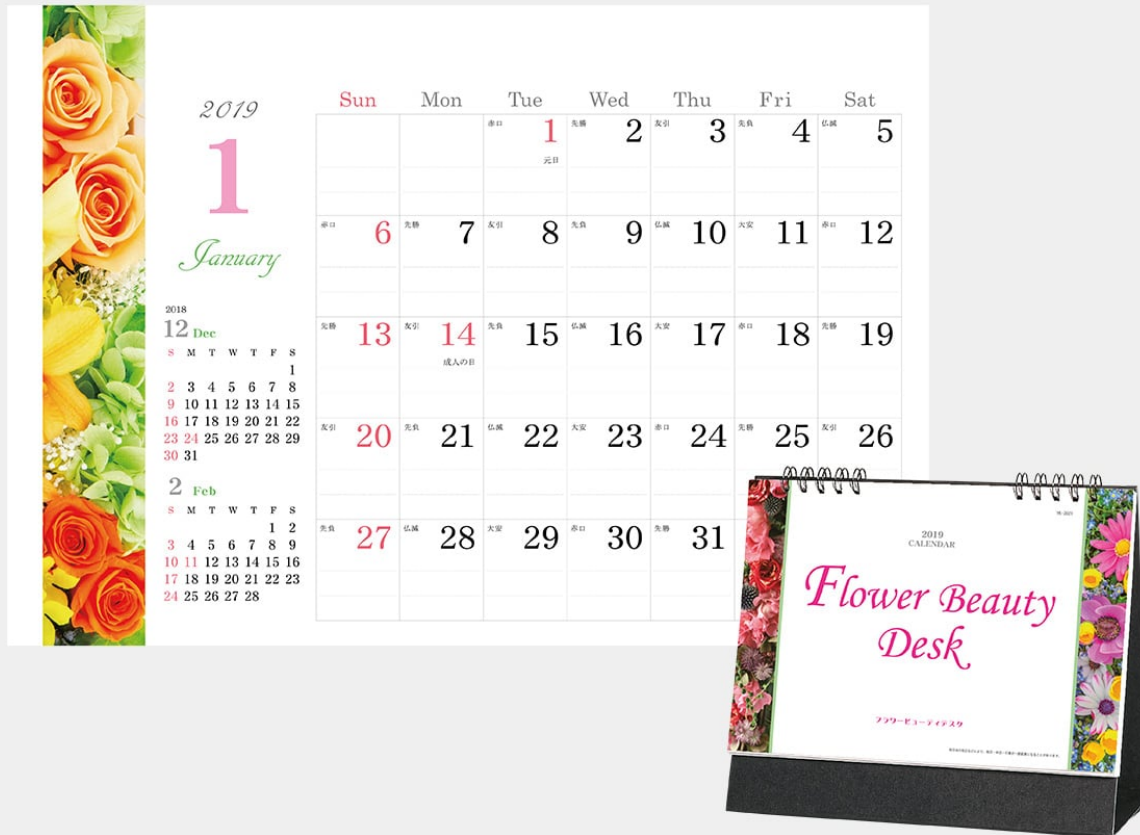 2019
1
January
2018
12 Dec
S M T W T F S
1
2 3 4 5 6 7 8
9 10 11 12 13 14 15
16 17 18 19 20 21 22
23 24 25 26 27 28 29
30 31
2 Feb
S M T W T F S
1 2
3 4 5 6 7 8 9
10 11 12 13 14 15 16
17 18 19 20 21 22 23
24 25 26 27 28
Sun Mon Tue Wed Thu Fri Sat
赤口 1 先勝 2 友引 3 先負 4 仏滅 5
元日
赤口 6 先勝 7 友引 8 先負 9 仏滅 10 大安 11 赤口 12
先勝 13 友引 14 先負 15 仏滅 16 大安 17 赤口 18 先勝 19
成人の日
友引 20 先負 21 仏滅 22 大安 23 赤口 24 先勝 25 友引 26
先負 27 仏滅 28 大安 29 赤口 30 先勝 31
2019
CALENDAR
Flower Beauty
Desk
フラワービューティデスク